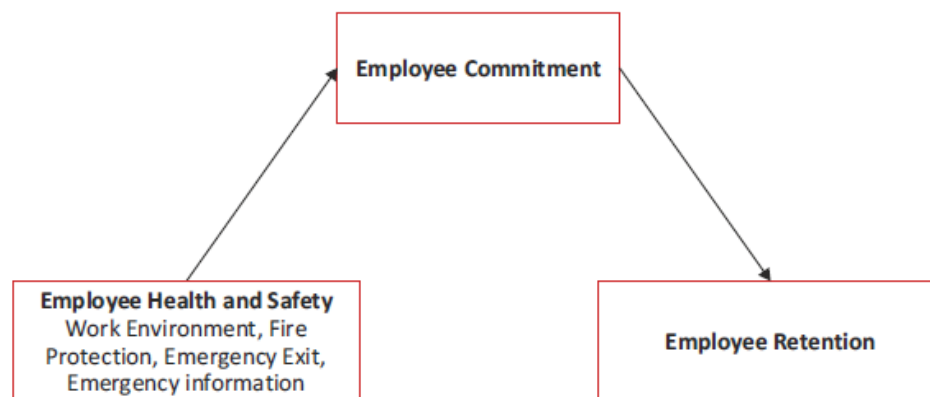 Employee Commitment
Employee Health and Safety
Work Environment, Fire
Protection, Emergency Exit,
Emergency information
Employee Retention